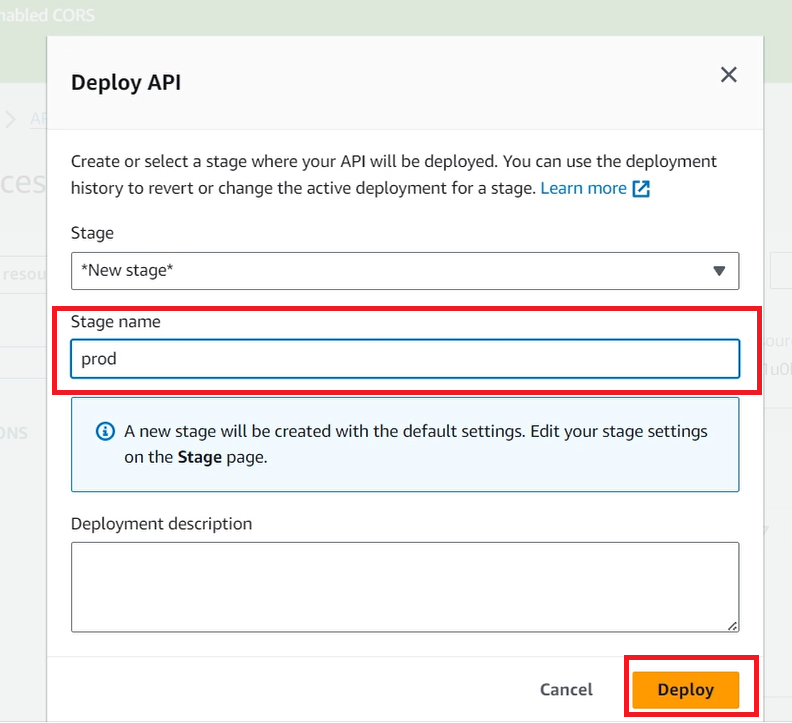 nabled CORS
Deploy API
Create or select a stage where your API will be deployed. You can use the deployment
history to revert or change the active deployment for a stage. Learn more
Stage
*New stage*
resou
Stage name
prod
A new stage will be created with the default settings. Edit your stage settings
on the Stage page.
ONS
Deployment description
Cancel
Deploy